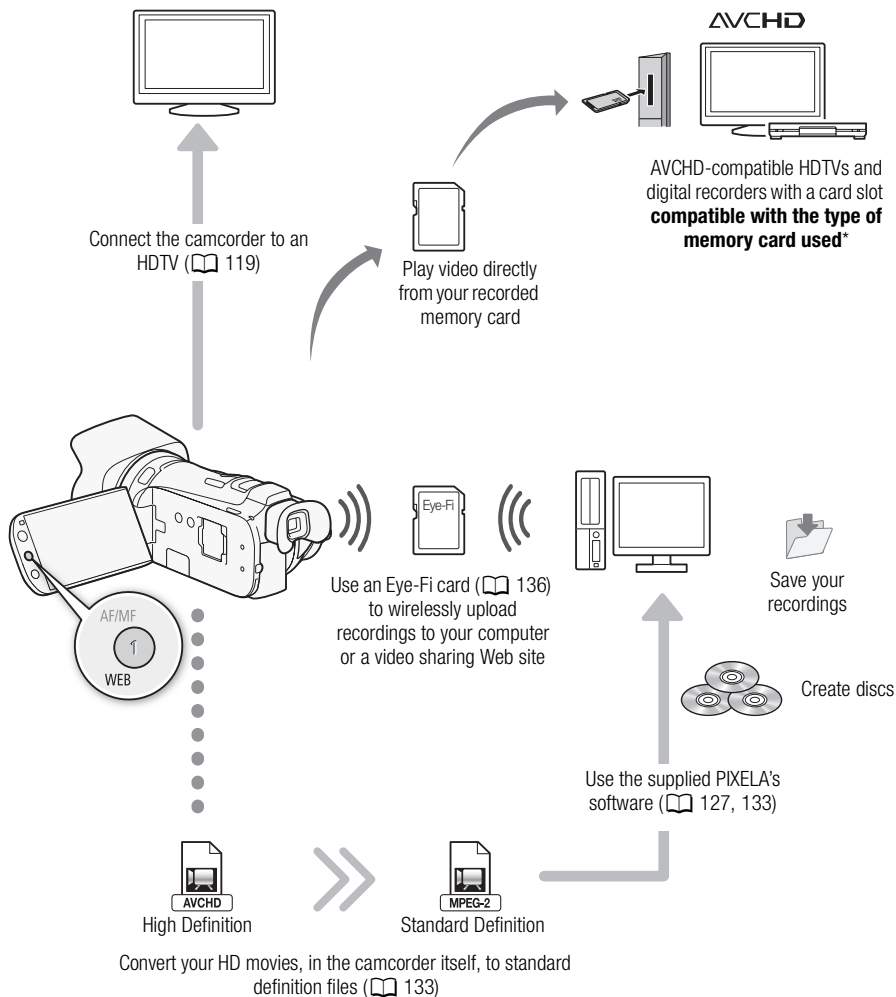 AVCHD
AVCHD-compatible HDTVs and
digital recorders with a card slot
compatible with the type of
memory card used*
Connect the camcorder to an
HDTV ( 119)
Play video directly
from your recorded
memory card
Eye-Fi
Use an Eye-Fi card ( 136)
to wirelessly upload
recordings to your computer
or a video sharing Web site
Save your
recordings
AF/MF
1
WEB
Create discs
Use the supplied PIXELA's
software ( 127, 133)
AVCHD
High Definition
MPEG-2
Standard Definition
Convert your HD movies, in the camcorder itself, to standard
definition files ( 133)